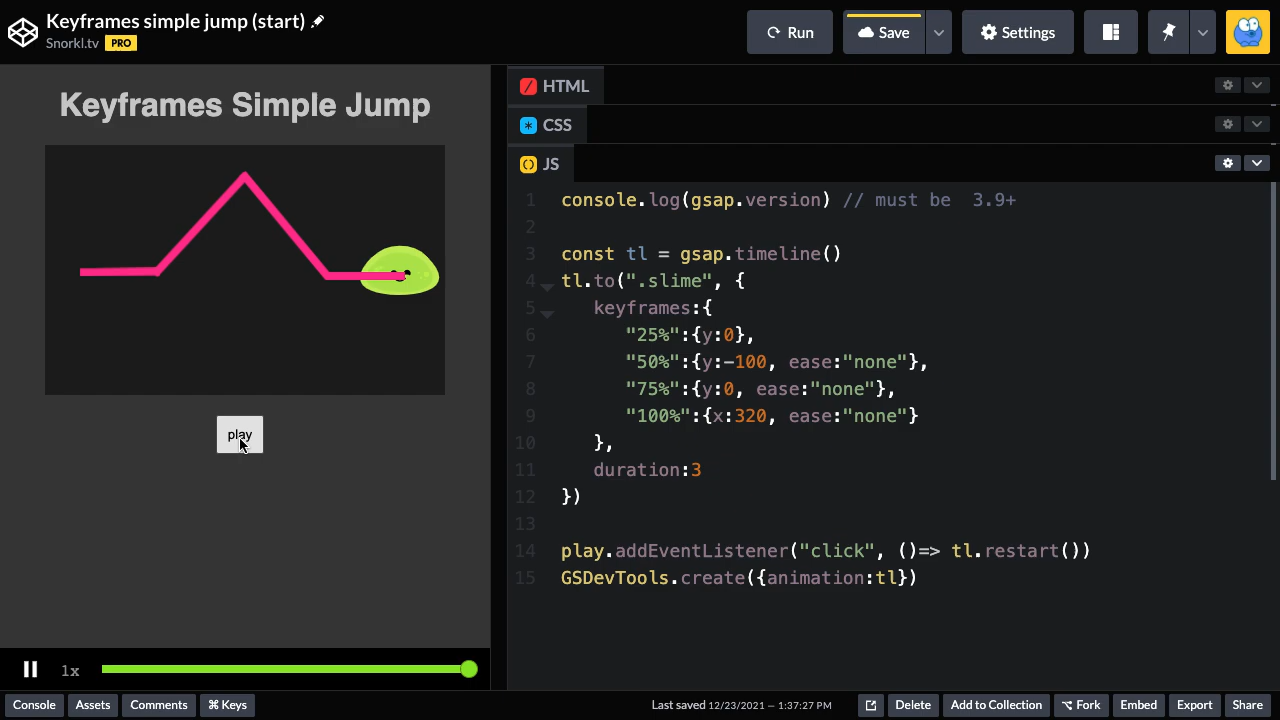 Keyframes simple jump (start)
Snorkl.tv PRO
Run
Save
Settings
Keyframes Simple Jump
play
1x
HTML
CSS
JS
1 console.log(gsap.version) // must be  3.9+
2
3 const tl = gsap.timeline()
4 tl.to(".slime", {
5    keyframes:{
6       "25%":{y:0},
7       "50%":{y:-100, ease:"none"},
8       "75%":{y:0, ease:"none"},
9       "100%":{x:320, ease:"none"}
10    },
11    duration:3
12 })
13
14 play.addEventListener("click", ()=> tl.restart())
15 GSDevTools.create({animation:tl})
Console Assets Comments ⌘ Keys Last saved 12/23/2021 — 1:37:27 PM Delete Add to Collection ⌥ Fork Embed Export Share